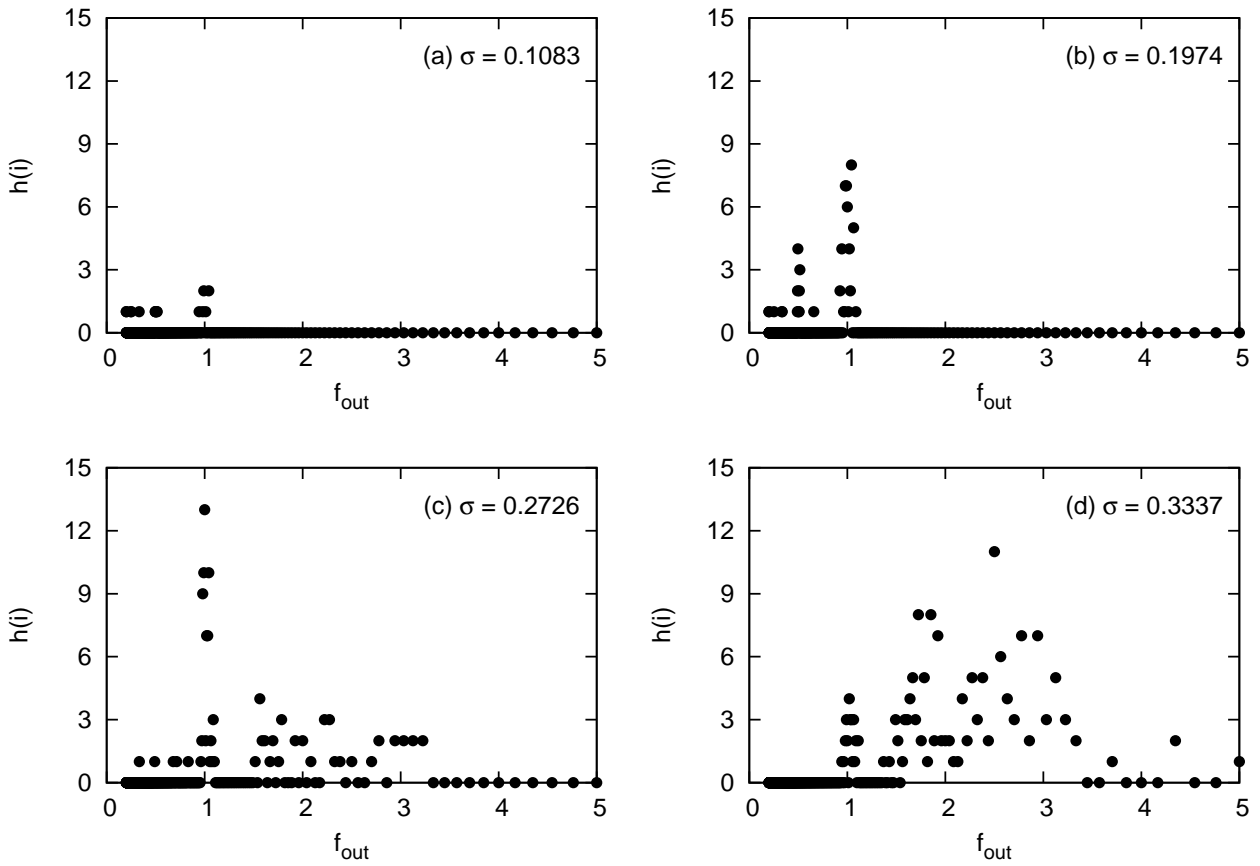 (a) σ = 0.1083
15
12
9
6
3
0
h(i)
0 1 2 3 4 5
f_out
(b) σ = 0.1974
15
12
9
6
3
0
h(i)
0 1 2 3 4 5
f_out
(c) σ = 0.2726
15
12
9
6
3
0
h(i)
0 1 2 3 4 5
f_out
(d) σ = 0.3337
15
12
9
6
3
0
h(i)
0 1 2 3 4 5
f_out